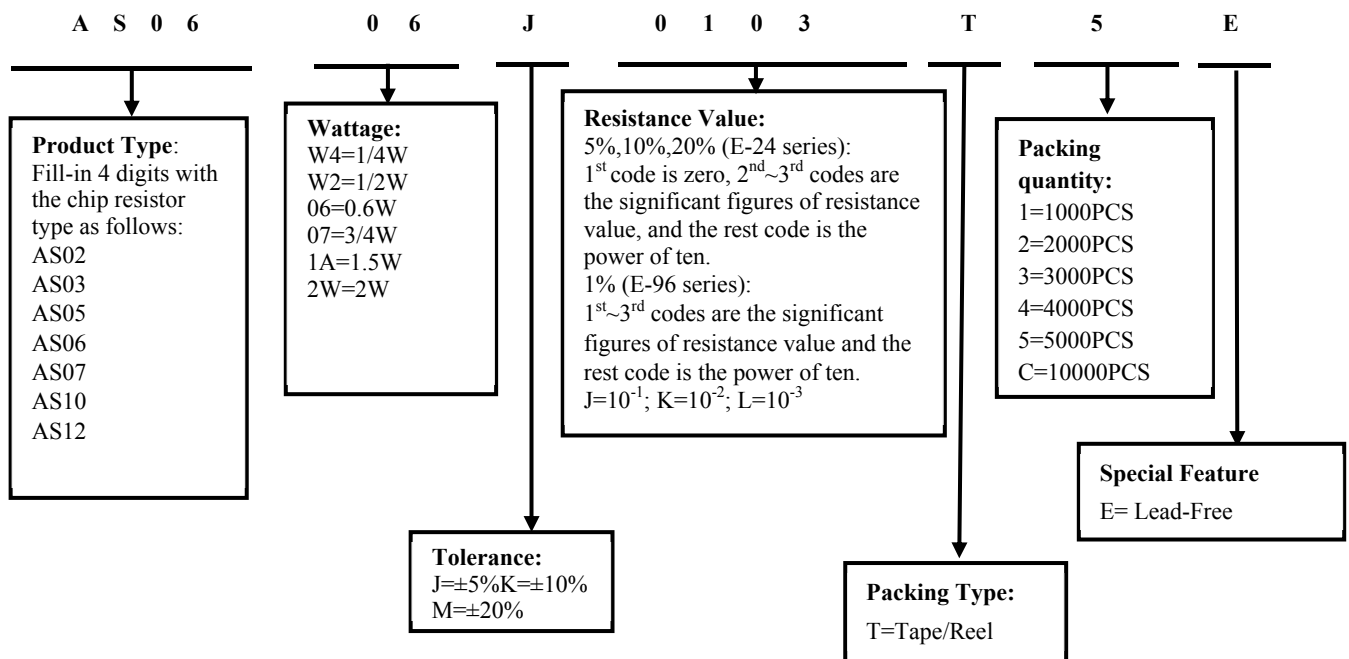 A S 0 6 0 6 J 0 1 0 3 T 5 E
Product Type:
Fill-in 4 digits with
the chip resistor
type as follows:
AS02
AS03
AS05
AS06
AS07
AS10
AS12
Wattage:
W4=1/4W
W2=1/2W
06=0.6W
07=3/4W
1A=1.5W
2W=2W
Tolerance:
J=±5%K=±10%
M=±20%
Resistance Value:
5%,10%,20% (E-24 series):
1st code is zero, 2nd~3rd codes are
the significant figures of resistance
value, and the rest code is the
power of ten.
1% (E-96 series):
1st~3rd codes are the significant
figures of resistance value and the
rest code is the power of ten.
J=10-1; K=10-2; L=10-3
Packing Type:
T=Tape/Reel
Packing
quantity:
1=1000PCS
2=2000PCS
3=3000PCS
4=4000PCS
5=5000PCS
C=10000PCS
Special Feature
E= Lead-Free